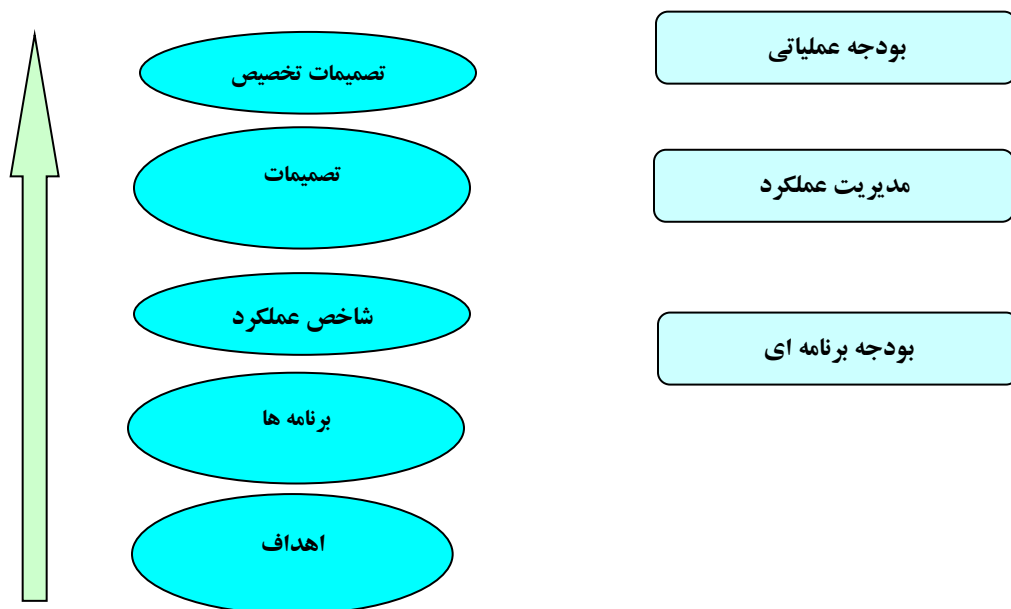 بودجه عملیاتی
تصمیمات تخصیص
تصمیمات
مدیریت عملکرد
شاخص عملکرد
بودجه برنامه ای
برنامه ها
اهداف